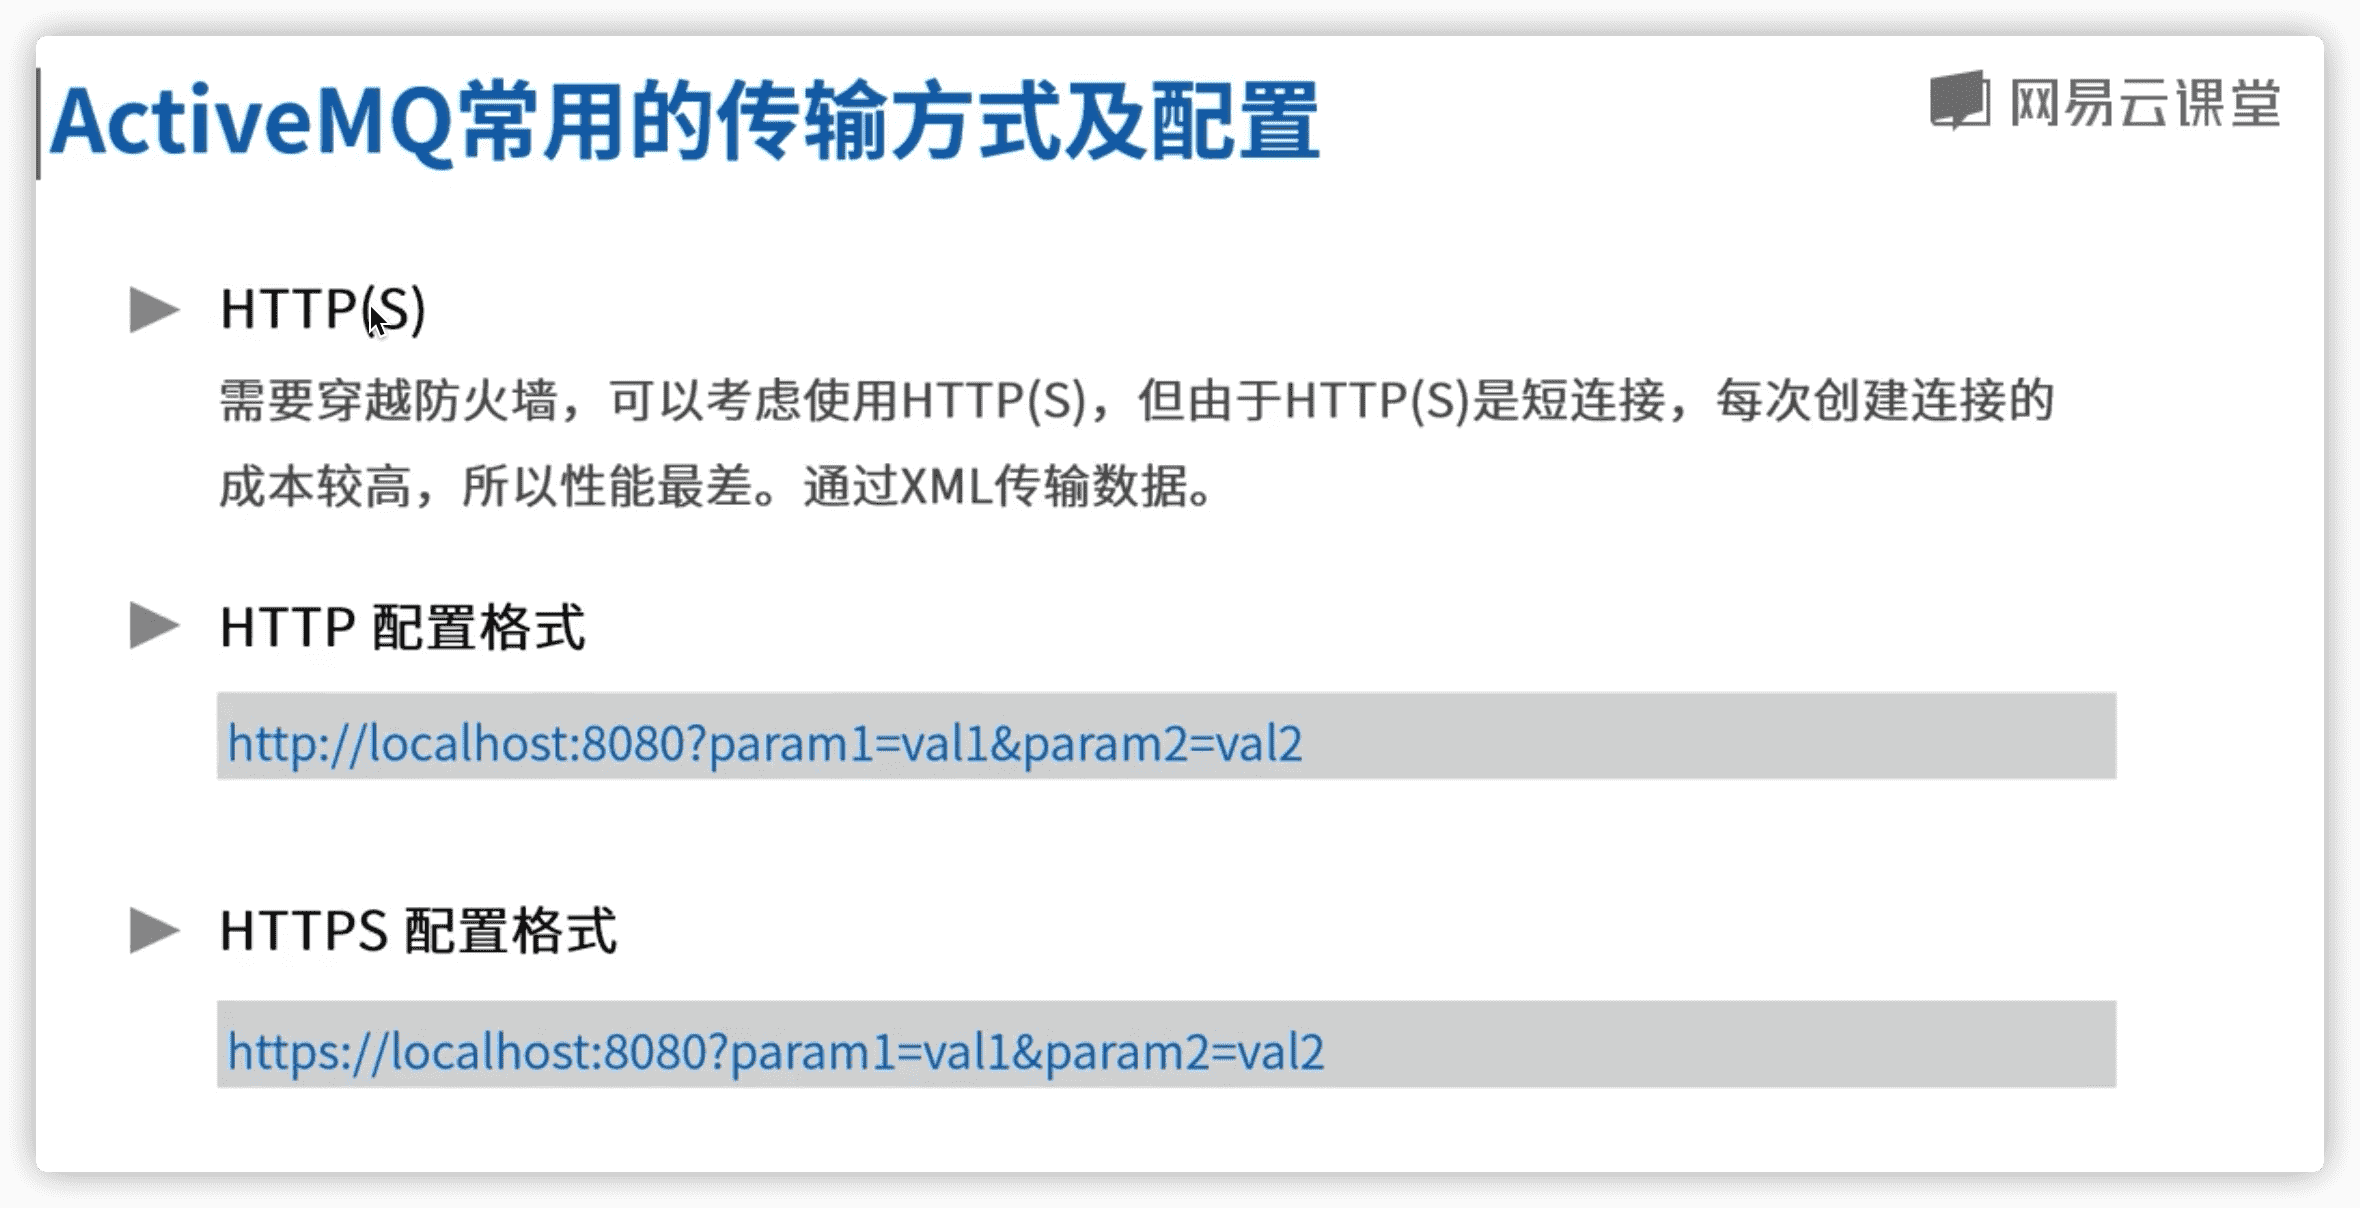 ActiveMQ常用的传输方式及配置
网易云课堂
HTTP(S)
需要穿越防火墙，可以考虑使用HTTP(S)，但由于HTTP(S)是短连接，每次创建连接的
成本较高，所以性能最差。通过XML传输数据。
HTTP 配置格式
http://localhost:8080?param1=val1&param2=val2
HTTPS 配置格式
https://localhost:8080?param1=val1&param2=val2